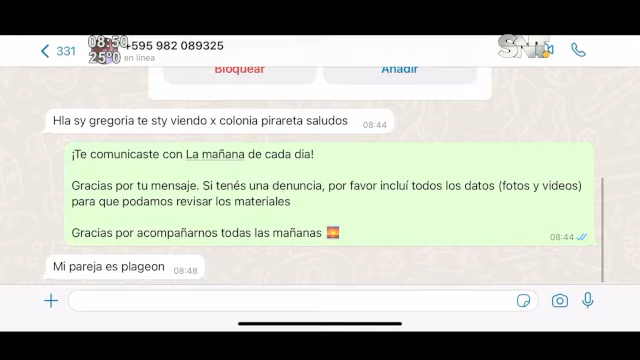 331
08:50
25°0
+595 982 089325
en línea
SNT
Bloquear
Añadir
Hla sy gregoria te sty viendo x colonia pirareta saludos
08:44
¡Te comunicaste con La mañana de cada dia!
Gracias por tu mensaje. Si tenés una denuncia, por favor incluí todos los datos (fotos y videos)
para que podamos revisar los materiales
Gracias por acompañarnos todas las mañanas 🌅
08:44
Mi pareja es plageon
08:48